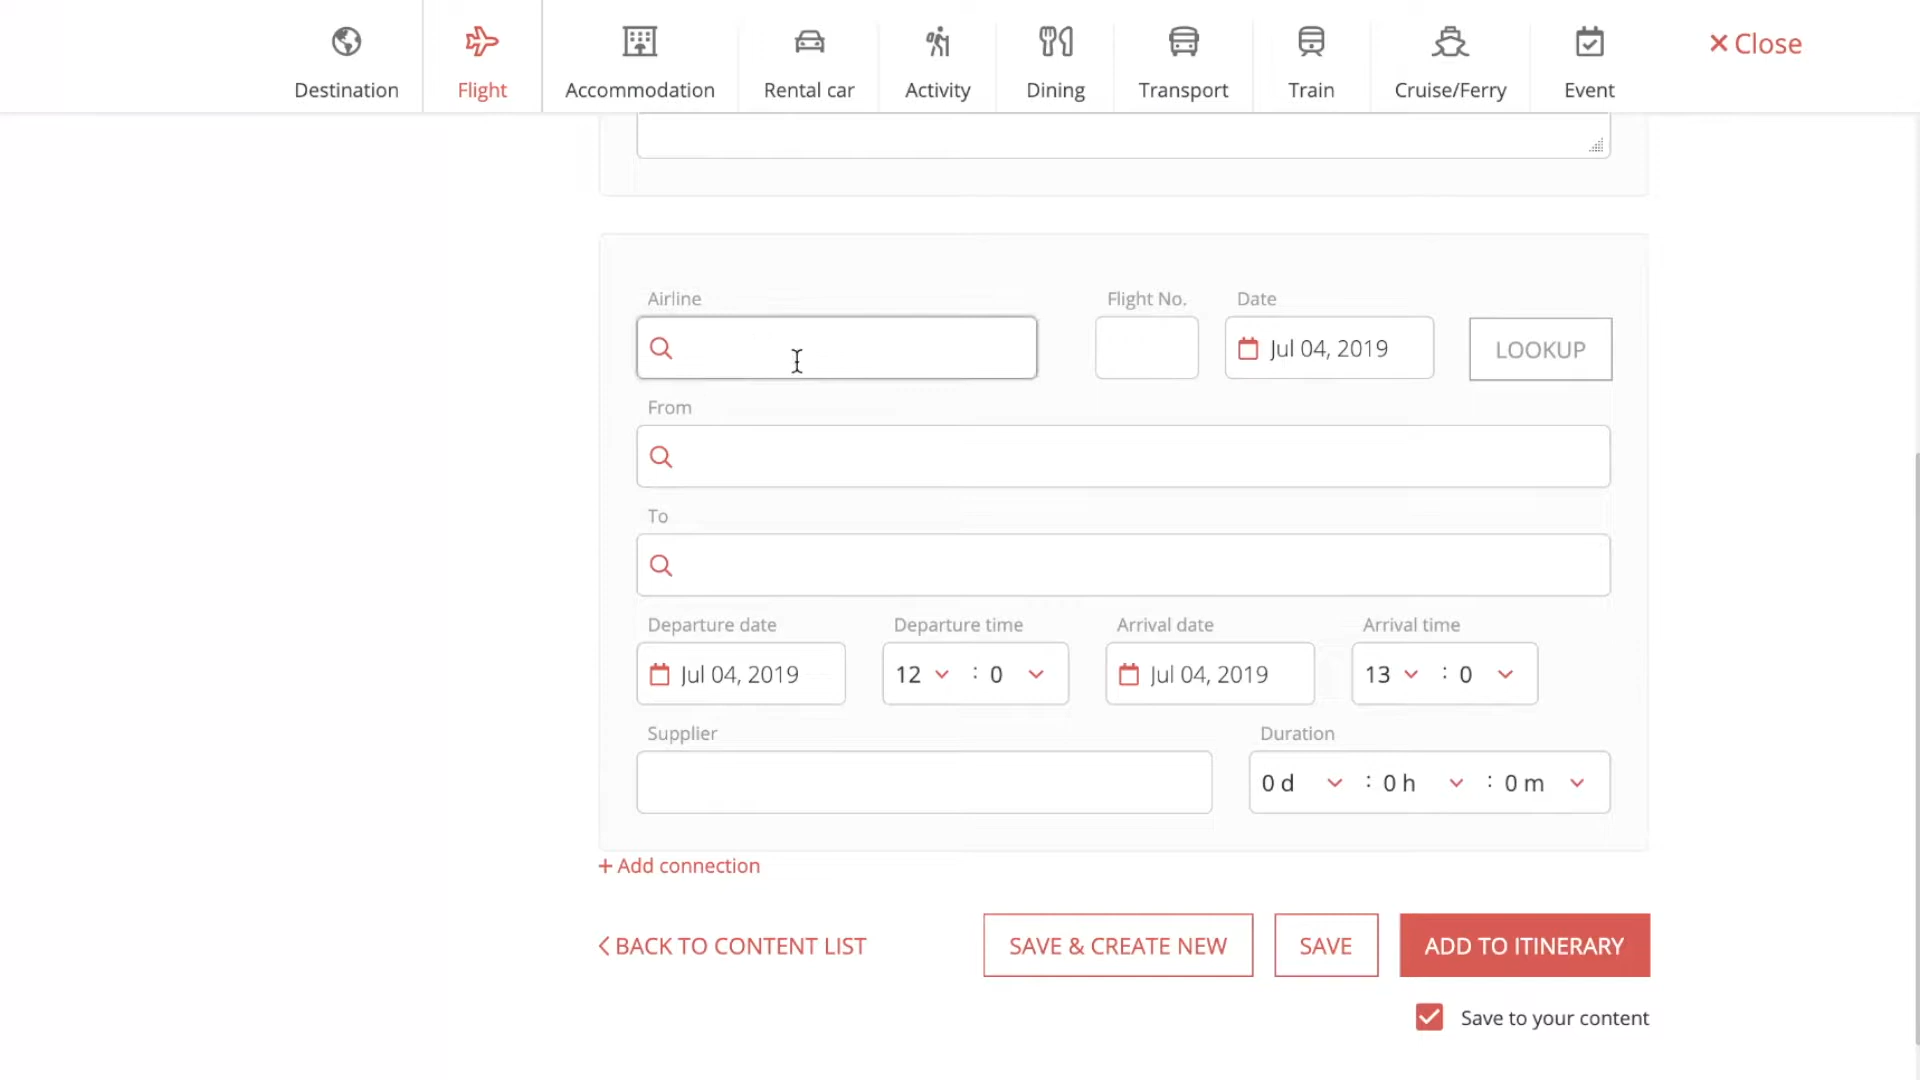 Destination
Flight
Accommodation
Rental car
Activity
Dining
Transport
Train
Cruise/Ferry
Event
Close
Airline
Flight No.
Date
Jul 04, 2019
LOOKUP
From
To
Departure date
Departure time
Arrival date
Arrival time
Jul 04, 2019
12 : 0
Jul 04, 2019
13 : 0
Supplier
Duration
0 d : 0 h : 0 m
+ Add connection
< BACK TO CONTENT LIST
SAVE & CREATE NEW
SAVE
ADD TO ITINERARY
Save to your content